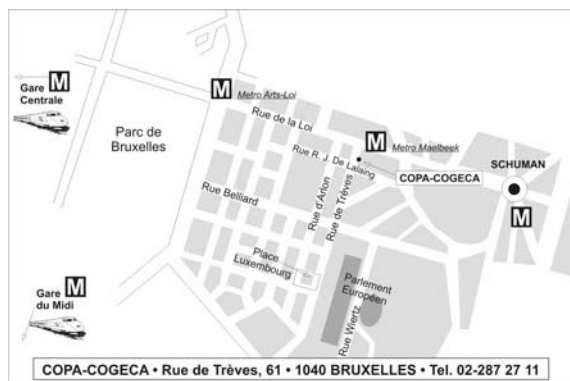 M
Gare
Centrale
M
Metro Arts-Loi
Parc de
Bruxelles
Rue de la Loi
M
Metro Maelbeek
Rue R. J. De Lalaing
COPA-COGECA
SCHUMAN
M
Rue Belliard
Rue d'Arlon
Rue de Trèves
Place
Luxembourg
Parlement
Européen
Rue Wiertz
Gare
du Midi
M
COPA-COGECA • Rue de Trèves, 61 • 1040 BRUXELLES • Tel. 02-287 27 11